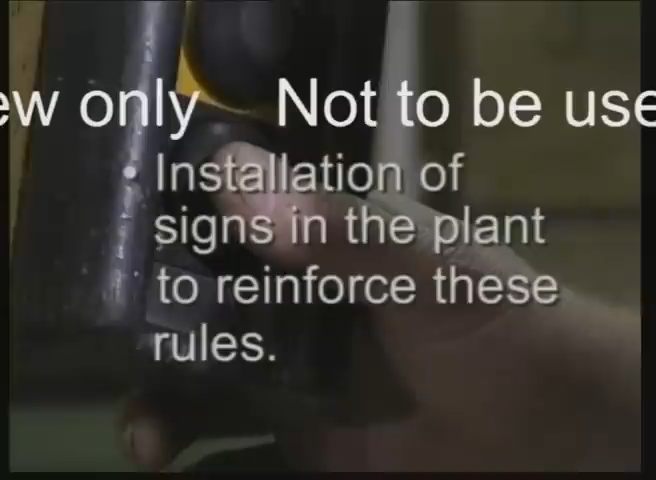 ew only Not to be use
• Installation of
signs in the plant
to reinforce these
rules.